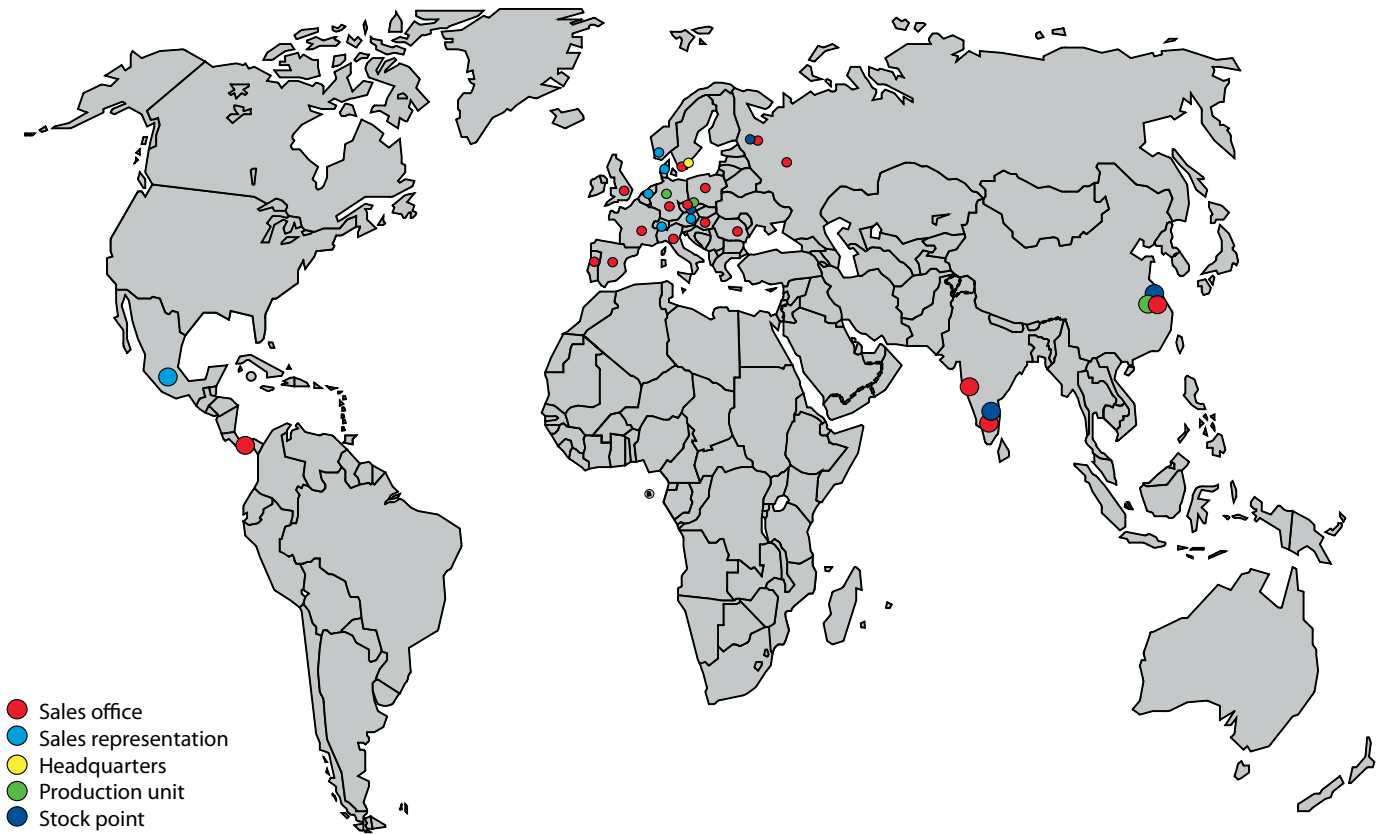 Sales office
Sales representation
Headquarters
Production unit
Stock point